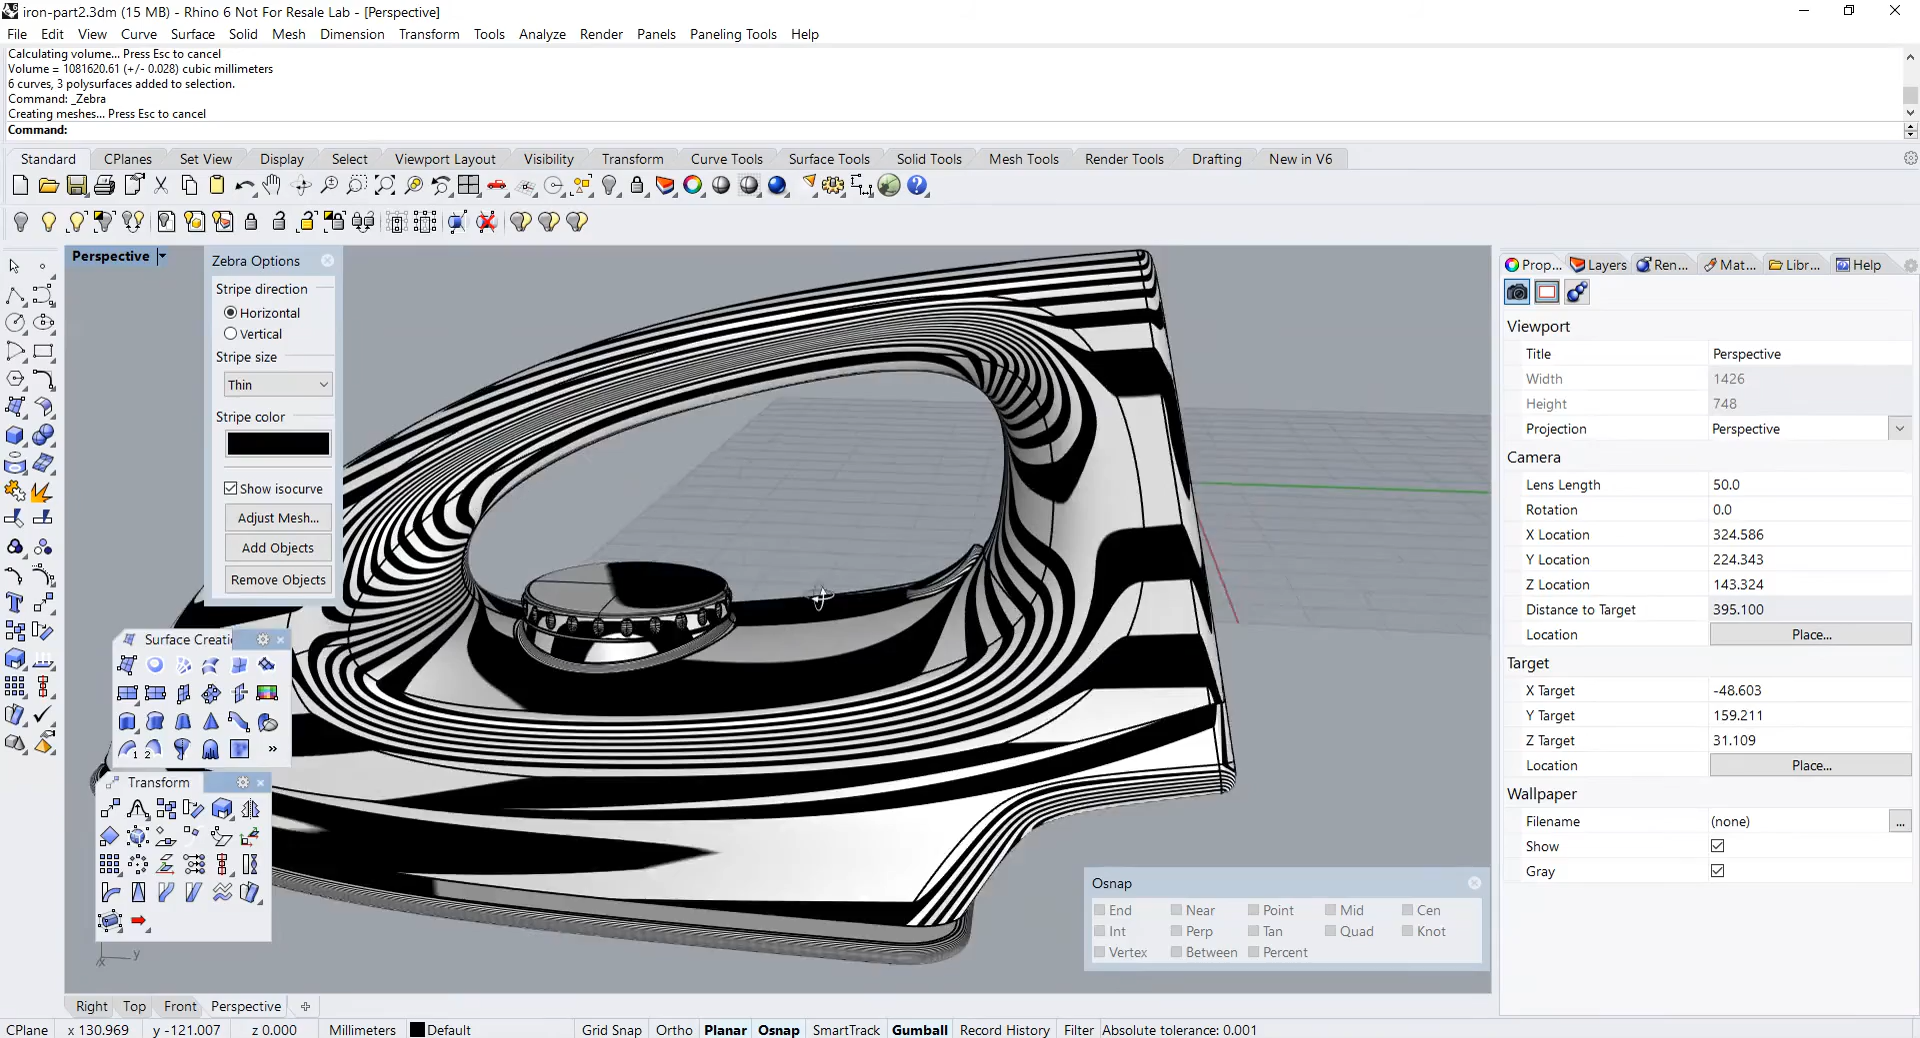 iron-part2.3dm (15 MB) - Rhino 6 Not For Resale Lab - [Perspective]
File Edit View Curve Surface Solid Mesh Dimension Transform Tools Analyze Render Panels Paneling Tools Help
Calculating volume... Press Esc to cancel
Volume = 1081620.61 (+/- 0.028) cubic millimeters
6 curves, 3 polysurfaces added to selection.
Command: _Zebra
Creating meshes... Press Esc to cancel
Command:
Standard CPlanes Set View Display Select Viewport Layout Visibility Transform Curve Tools Surface Tools Solid Tools Mesh Tools Render Tools Drafting New in V6
Perspective
Zebra Options
Stripe direction
Horizontal
Vertical
Stripe size
Thin
Stripe color
Show isocurve
Adjust Mesh...
Add Objects
Remove Objects
Surface Creati
1 2 »
Transform
x y
Osnap
End Near Point Mid Cen
Int Perp Tan Quad Knot
Vertex Between Percent
Prop... Layers Ren... Mat... Libr... Help
Viewport
Title Perspective
Width 1426
Height 748
Projection Perspective
Camera
Lens Length 50.0
Rotation 0.0
X Location 324.586
Y Location 224.343
Z Location 143.324
Distance to Target 395.100
Location Place...
Target
X Target -48.603
Y Target 159.211
Z Target 31.109
Location Place...
Wallpaper
Filename (none) ...
Show
Gray
Right Top Front Perspective
CPlane x 130.969 y -121.007 z 0.000 Millimeters Default Grid Snap Ortho Planar Osnap SmartTrack Gumball Record History Filter Absolute tolerance: 0.001